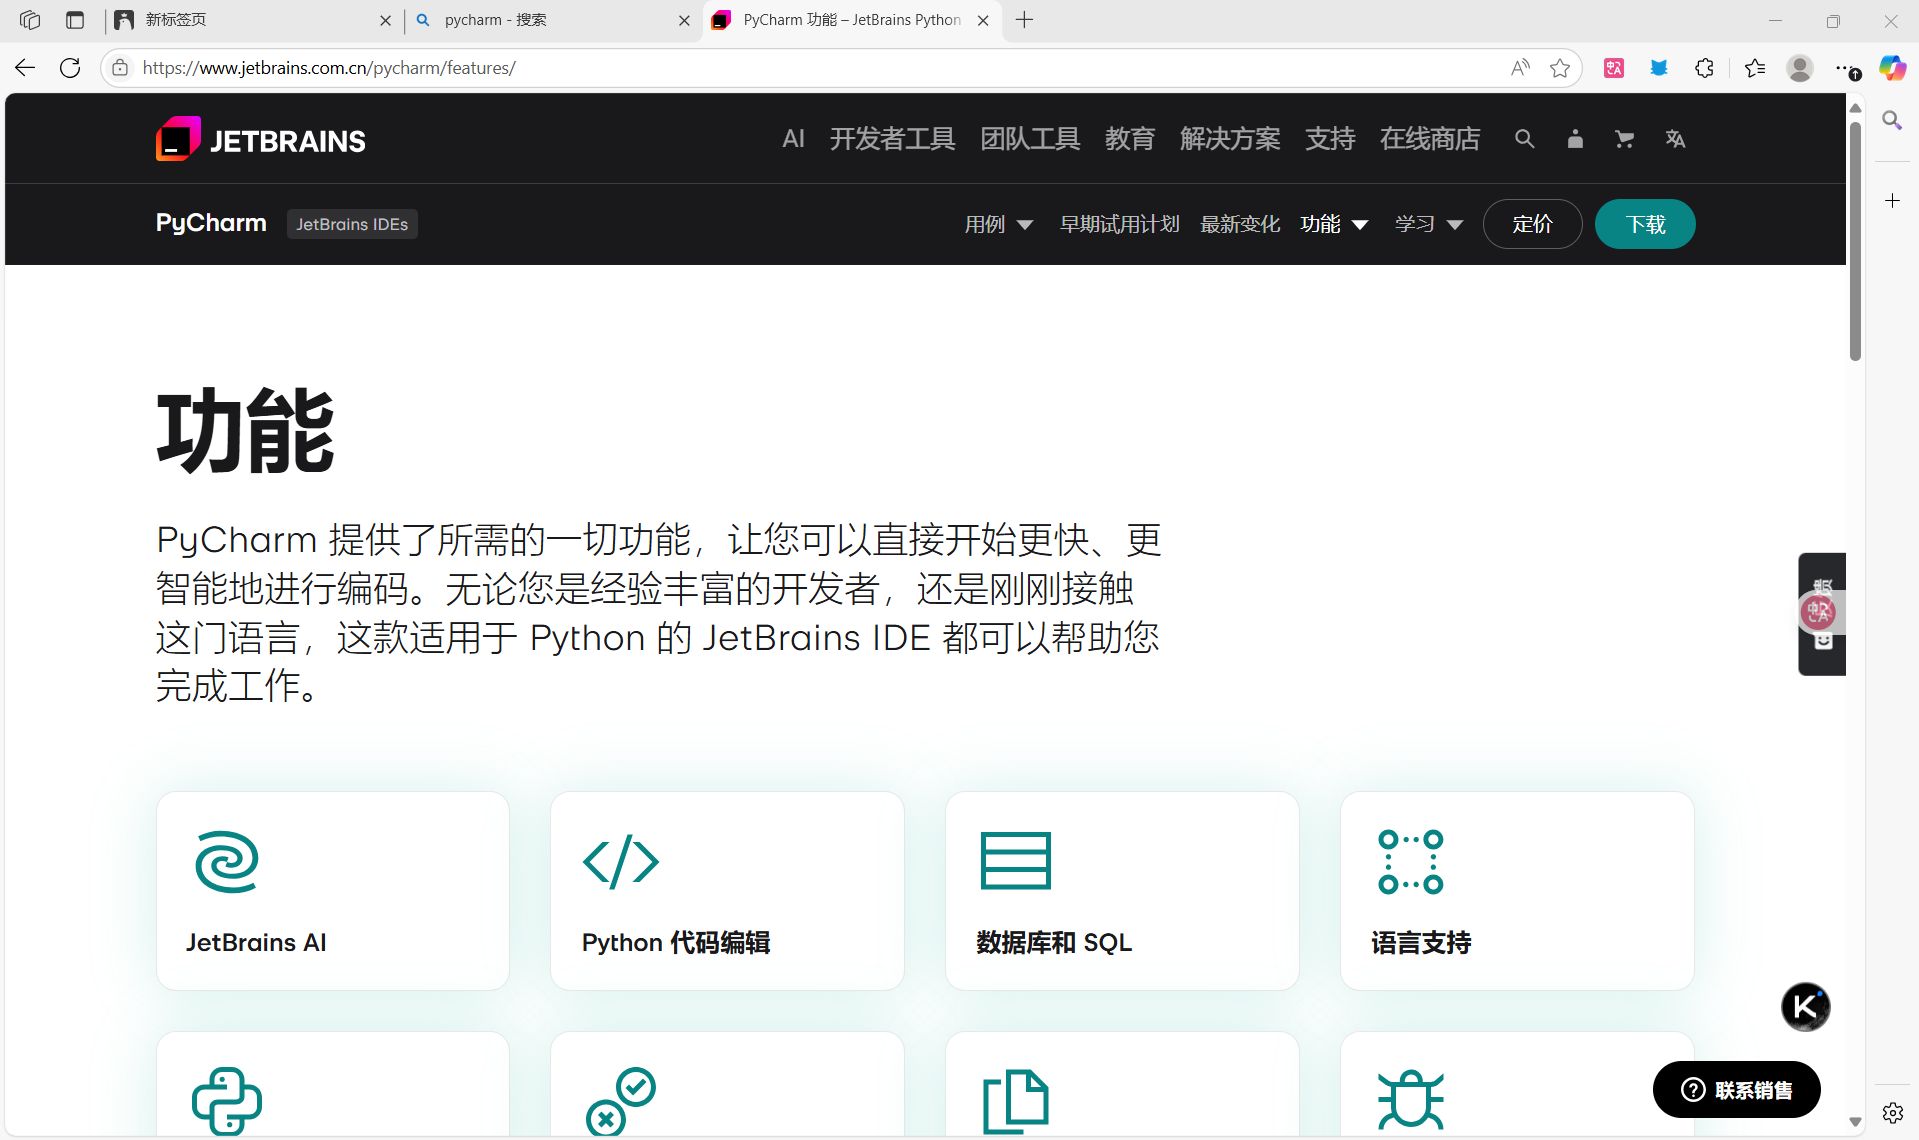 新标签页
pycharm - 搜索
PyCharm 功能 – JetBrains Python
https://www.jetbrains.com.cn/pycharm/features/
JETBRAINS
AI 开发者工具 团队工具 教育 解决方案 支持 在线商店
PyCharm JetBrains IDEs
用例 早期试用计划 最新变化 功能 学习 定价 下载
功能
PyCharm 提供了所需的一切功能，让您可以直接开始更快、更
智能地进行编码。无论您是经验丰富的开发者，还是刚刚接触
这门语言，这款适用于 Python 的 JetBrains IDE 都可以帮助您
完成工作。
JetBrains AI
Python 代码编辑
数据库和 SQL
语言支持
联系销售